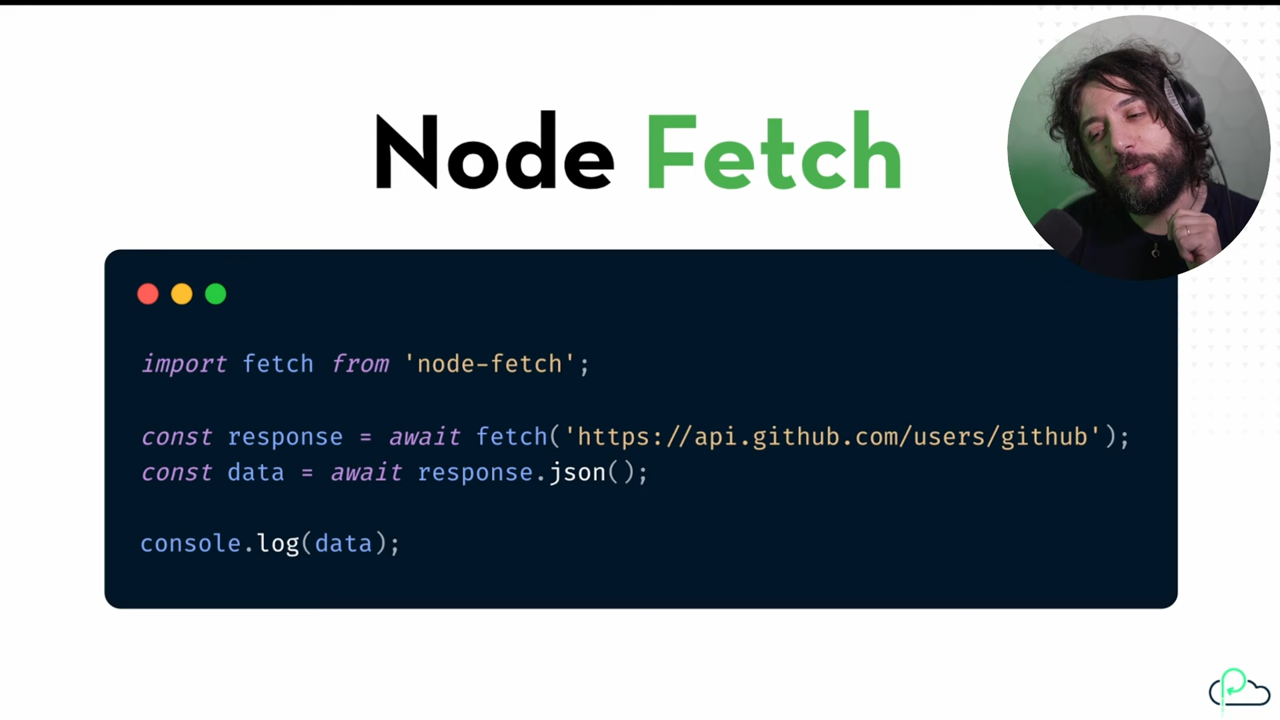 Node Fetch
import fetch from 'node-fetch';
const response = await fetch('https://api.github.com/users/github');
const data = await response.json();
console.log(data);